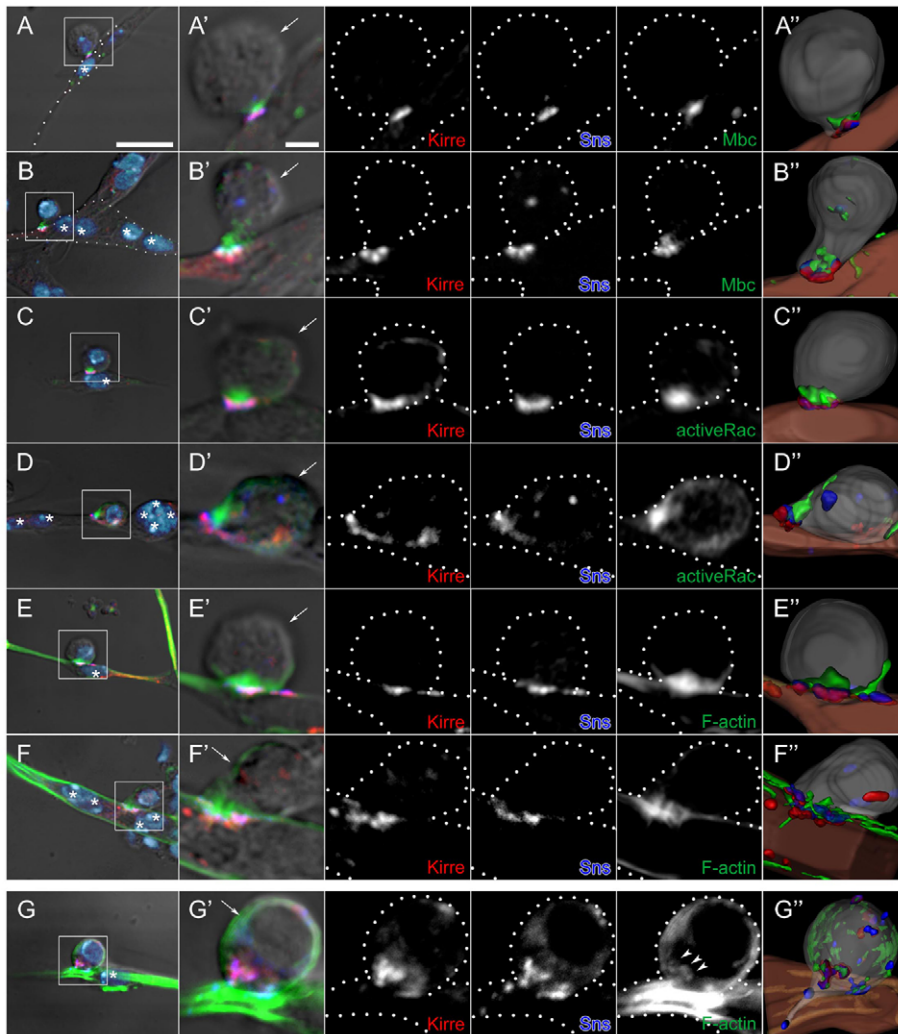 A A' Kirre Sns Mbc A"
B B' Kirre Sns Mbc B"
C C' Kirre Sns activeRac C"
D D' Kirre Sns activeRac D"
E E' Kirre Sns F-actin E"
F F' Kirre Sns F-actin F"
G G' Kirre Sns F-actin G"